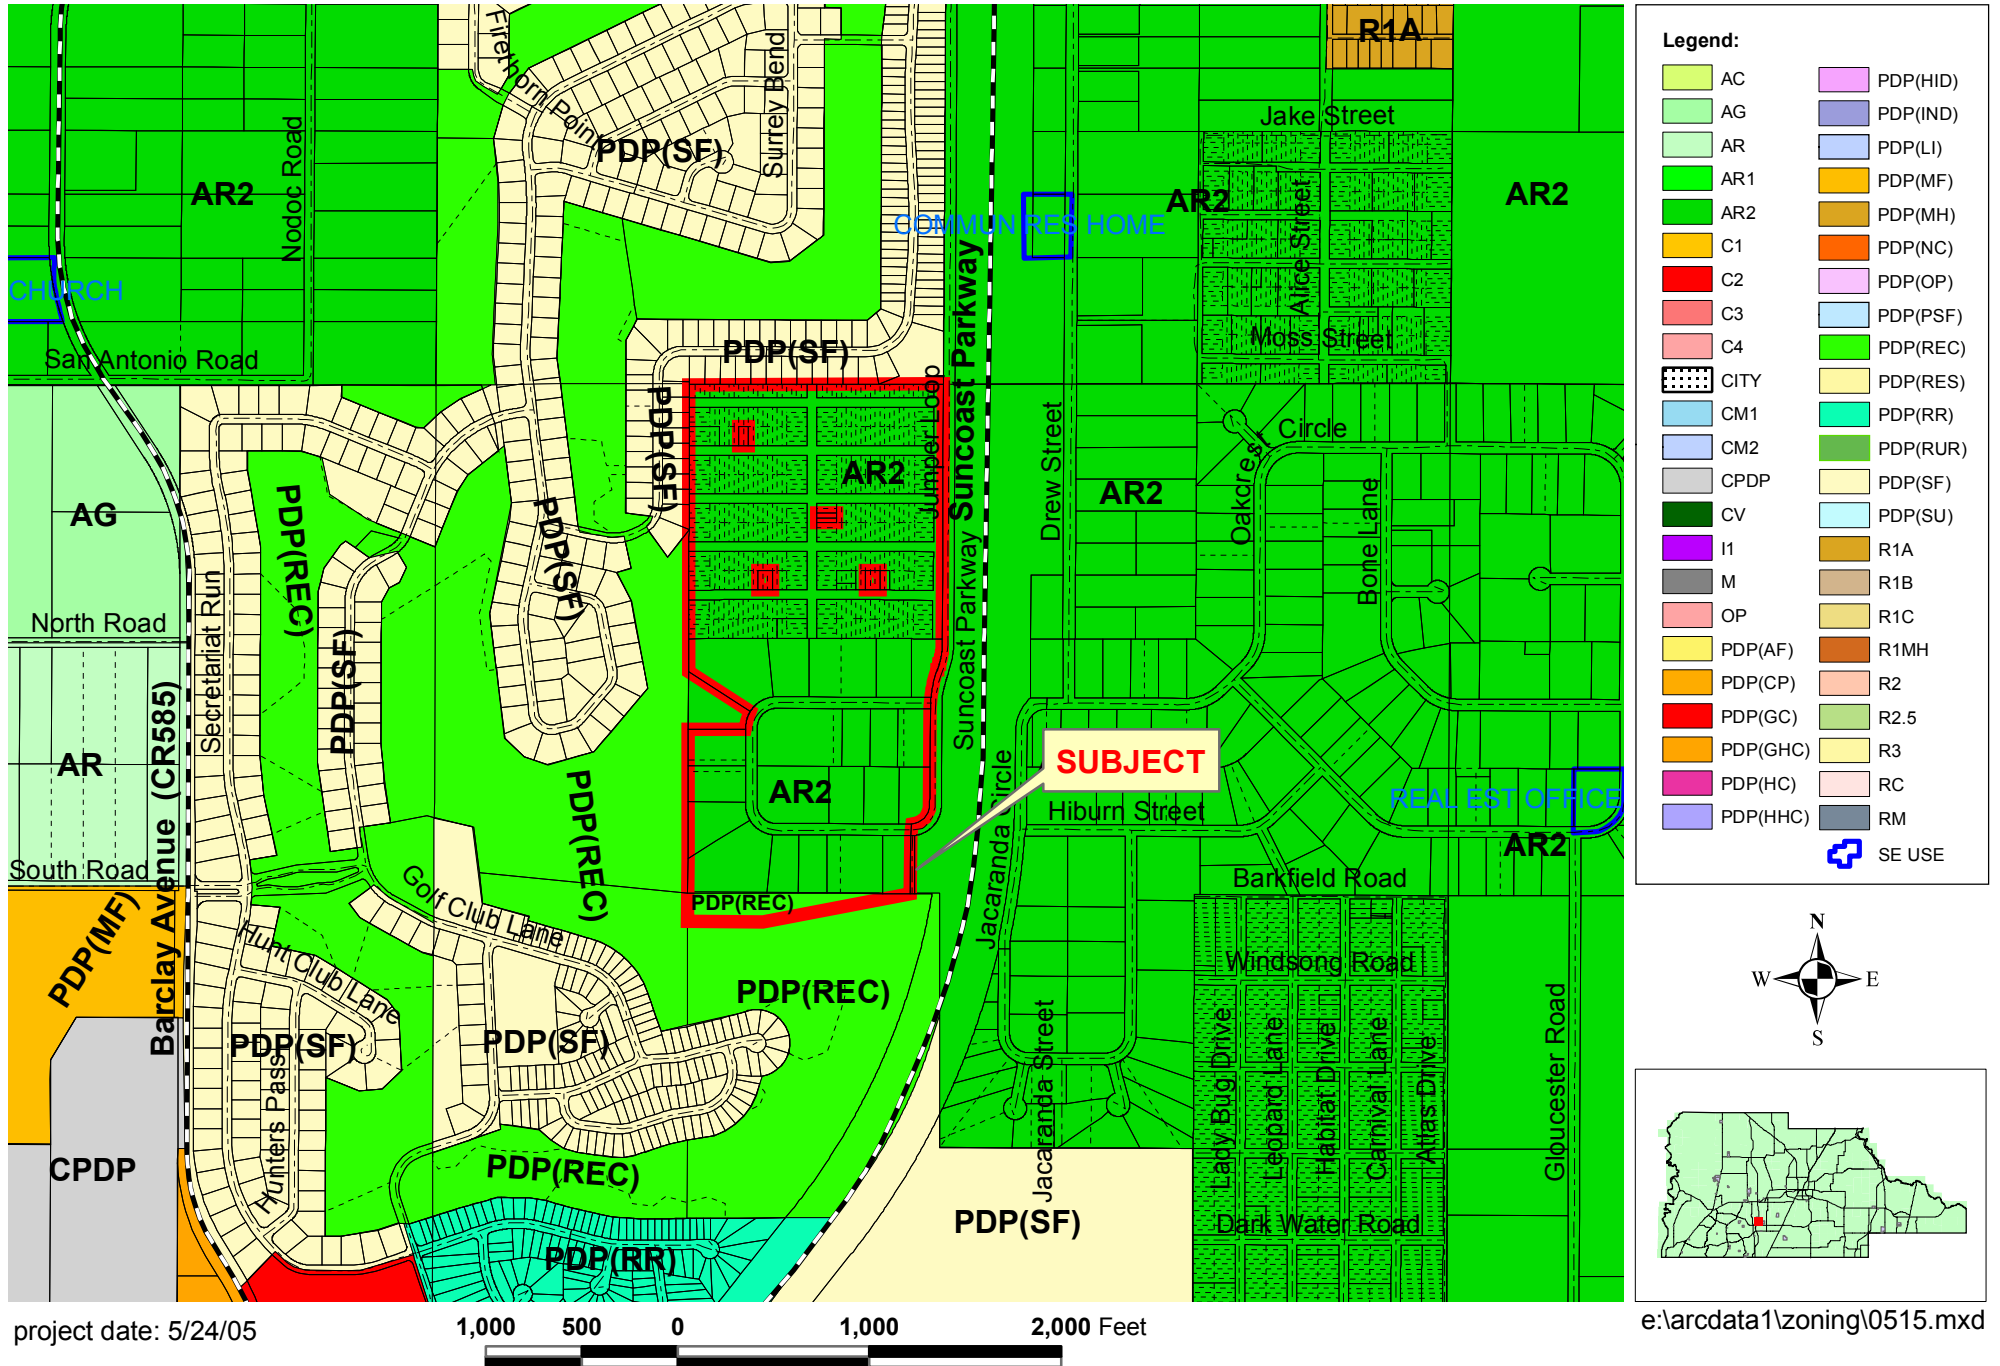 Firethorn Point
Surrey Bend
R1A
Nodoc Road
Jake Street
PDP(SF)
AR2
AR2
AR2
COMMUN RES HOME
Alice Street
CHURCH
Suncoast Parkway
Moss Street
San Antonio Road
PDP(SF)
Jumper Loop
PDP(SF)
Drew Street
Oakcrest Circle
AR2
AR2
AG
PDP(REC)
PDP(SF)
Bone Lane
North Road
Secretariat Run
PDP(SF)
Suncoast Parkway
AR
Barclay Avenue (CR585)
PDP(REC)
AR2
SUBJECT
Jacaranda Circle
Hiburn Street
REAL EST OFFICE
AR2
South Road
Golf Club Lane
PDP(REC)
Barkfield Road
PDP(MF)
Hunt Club Lane
Windsong Road
PDP(REC)
PDP(SF)
PDP(SF)
Hunters Pass
Jacaranda Street
Lady Bug Drive
Leopard Lane
Habitat Drive
Carnival Lane
Atlas Drive
Gloucester Road
CPDP
PDP(REC)
PDP(SF)
Dark Water Road
PDP(RR)
Legend:
AC
AG
AR
AR1
AR2
C1
C2
C3
C4
CITY
CM1
CM2
CPDP
CV
I1
M
OP
PDP(AF)
PDP(CP)
PDP(GC)
PDP(GHC)
PDP(HC)
PDP(HHC)
PDP(HID)
PDP(IND)
PDP(LI)
PDP(MF)
PDP(MH)
PDP(NC)
PDP(OP)
PDP(PSF)
PDP(REC)
PDP(RES)
PDP(RR)
PDP(RUR)
PDP(SF)
PDP(SU)
R1A
R1B
R1C
R1MH
R2
R2.5
R3
RC
RM
SE USE
N
W E
S
project date: 5/24/05
1,000 500 0 1,000 2,000 Feet
e:\arcdata1\zoning\0515.mxd